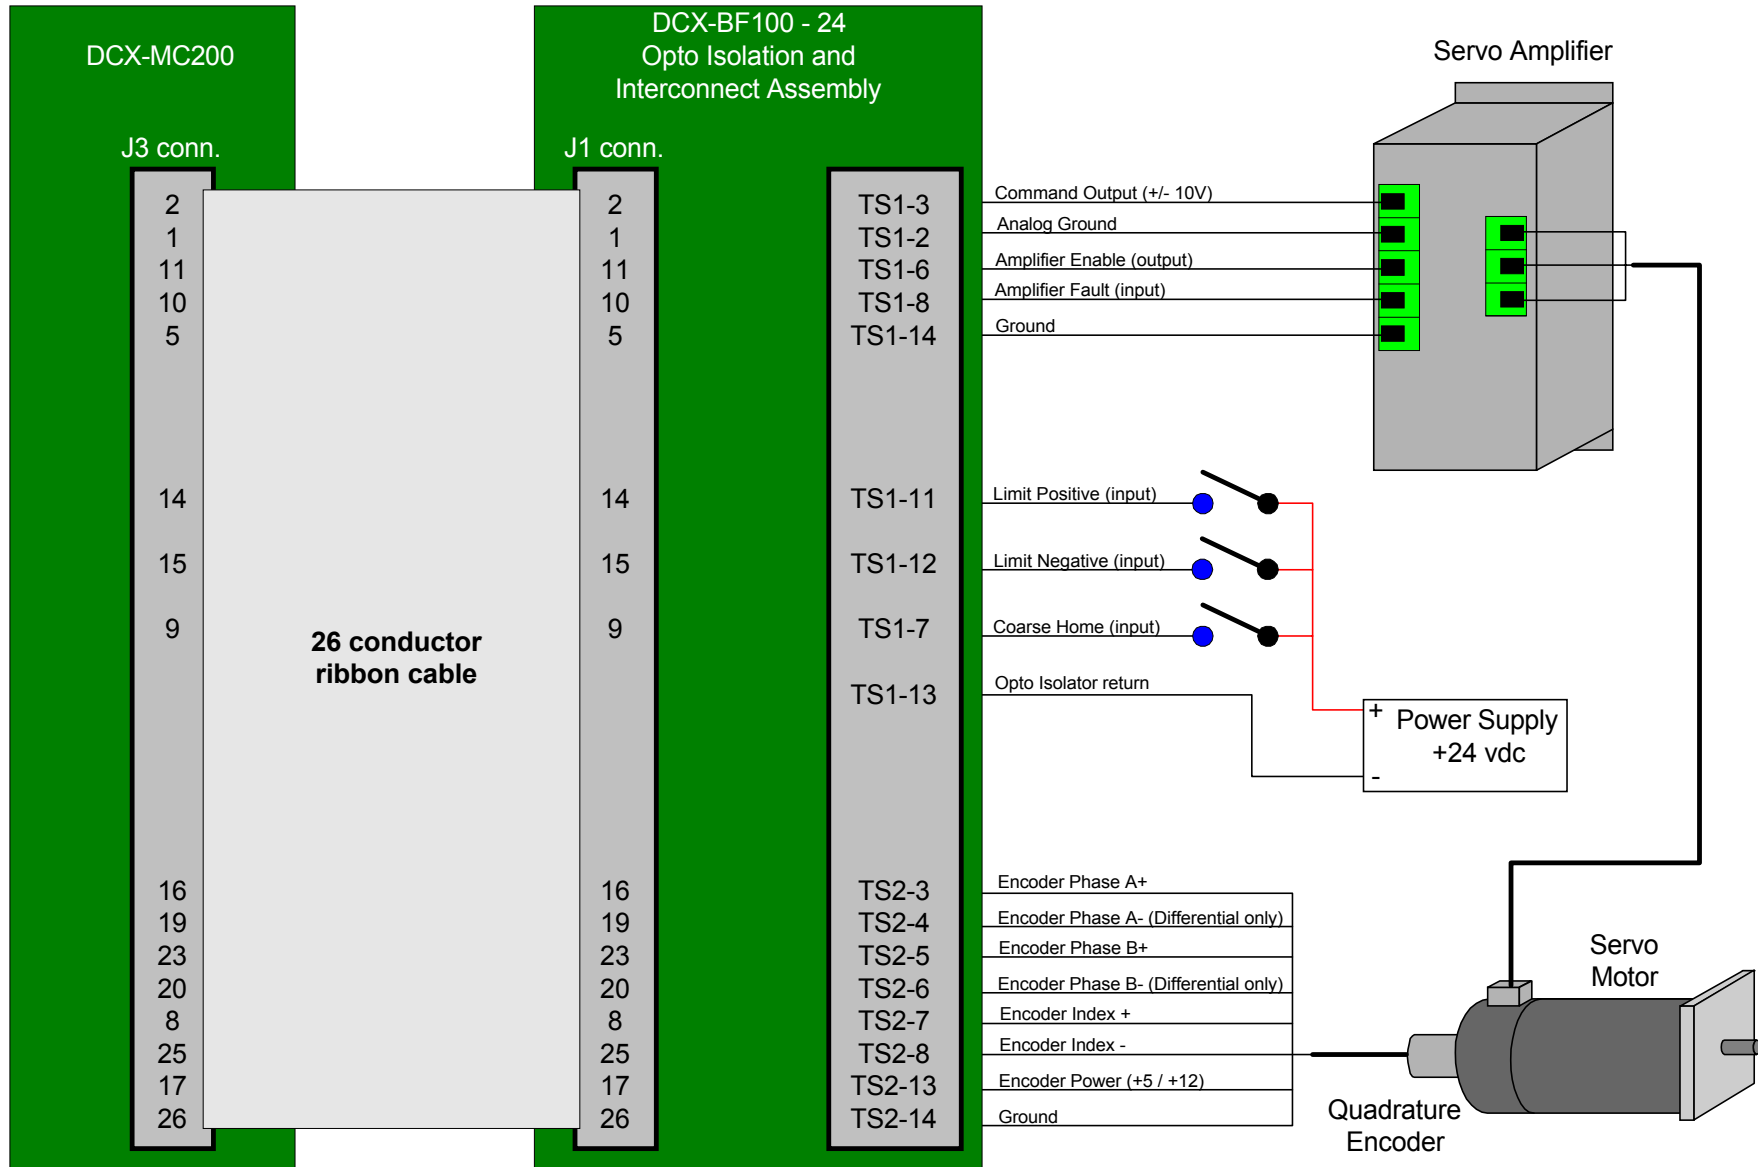 DCX-MC200
DCX-BF100 - 24
Opto Isolation and
Interconnect Assembly
Servo Amplifier
J3 conn.
J1 conn.
2 2 TS1-3 Command Output (+/- 10V)
1 1 TS1-2 Analog Ground
11 11 TS1-6 Amplifier Enable (output)
10 10 TS1-8 Amplifier Fault (input)
5 5 TS1-14 Ground
14 14 TS1-11 Limit Positive (input)
15 15 TS1-12 Limit Negative (input)
9 9 TS1-7 Coarse Home (input)
26 conductor
ribbon cable
TS1-13 Opto Isolator return
+ Power Supply
+24 vdc
-
16 16 TS2-3 Encoder Phase A+
19 19 TS2-4 Encoder Phase A- (Differential only)
23 23 TS2-5 Encoder Phase B+
20 20 TS2-6 Encoder Phase B- (Differential only)
8 8 TS2-7 Encoder Index +
25 25 TS2-8 Encoder Index -
17 17 TS2-13 Encoder Power (+5 / +12)
26 26 TS2-14 Ground
Servo
Motor
Quadrature
Encoder